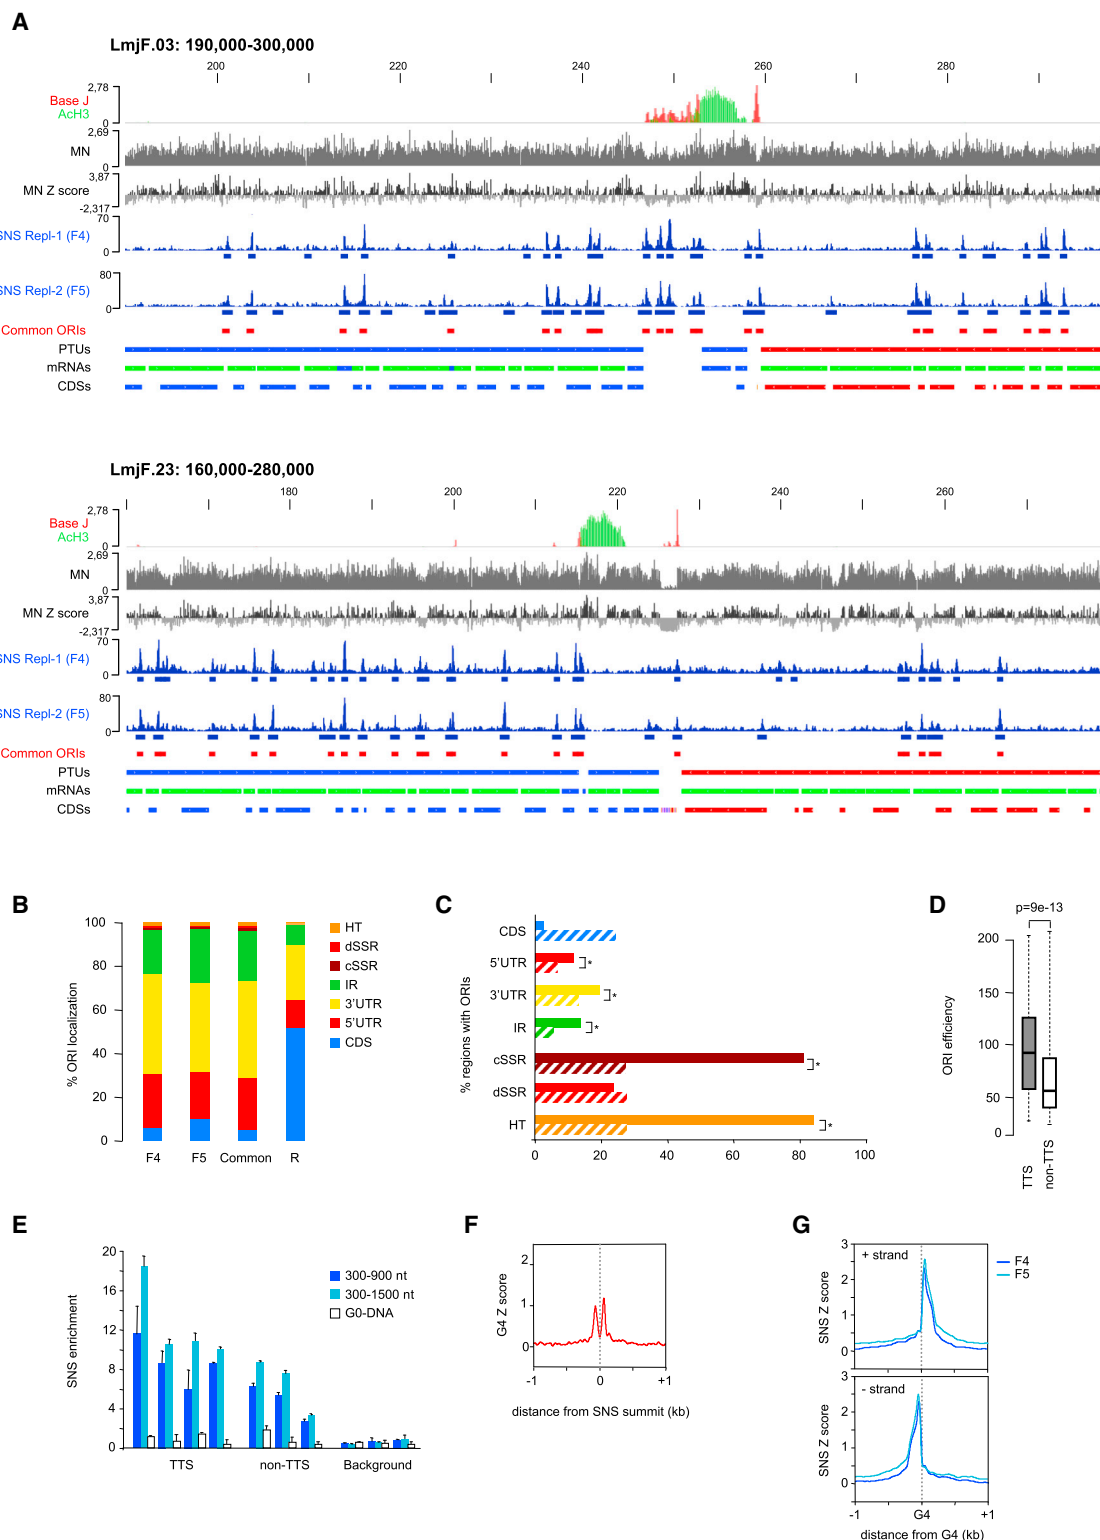 A
LmjF.03: 190,000-300,000
200 220 240 260 280
2,78
Base J
AcH3
0
2,69
MN
0
3,87
MN Z score
-2,317
70
SNS Repl-1 (F4)
0
80
SNS Repl-2 (F5)
0
Common ORIs
PTUs
mRNAs
CDSs
LmjF.23: 160,000-280,000
180 200 220 240 260
2,78
Base J
AcH3
0
2,69
MN
0
3,87
MN Z score
-2,317
70
SNS Repl-1 (F4)
0
80
SNS Repl-2 (F5)
0
Common ORIs
PTUs
mRNAs
CDSs
B
% ORI localization
100
80
60
40
20
0
F4 F5 Common R
HT
dSSR
cSSR
IR
3'UTR
5'UTR
CDS
C
% regions with ORIs
CDS
5'UTR *
3'UTR *
IR *
cSSR *
dSSR
HT *
0 20 40 60 80 100
D
p=9e-13
ORI efficiency
200
150
100
50
0
TTS
non-TTS
E
SNS enrichment
20
16
12
8
4
0
300-900 nt
300-1500 nt
G0-DNA
TTS non-TTS Background
F
G4 Z score
2
1
0
-1 0 +1
distance from SNS summit (kb)
G
+ strand
SNS Z score
3
2
1
0
F4
F5
- strand
SNS Z score
3
2
1
0
-1 G4 +1
distance from G4 (kb)